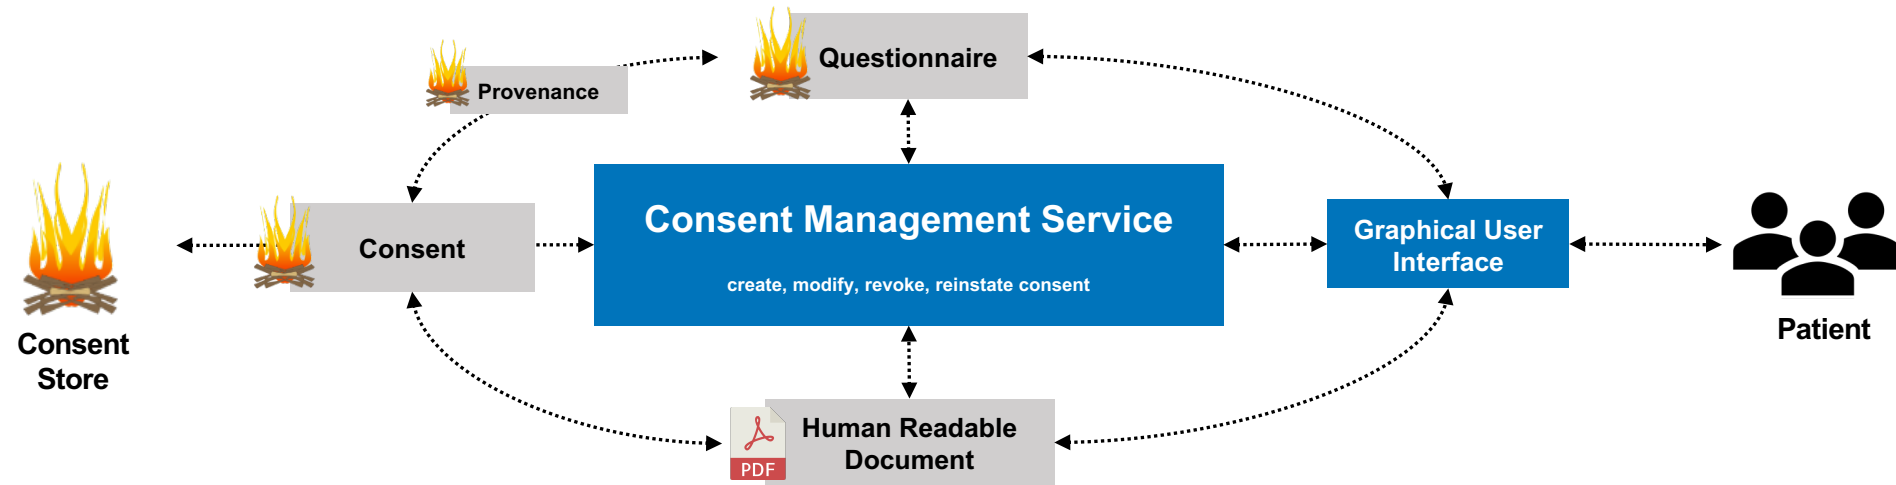 Questionnaire
Provenance
Consent
Consent Management Service
create, modify, revoke, reinstate consent
Graphical User
Interface
Consent
Store
Patient
Human Readable
Document
PDF